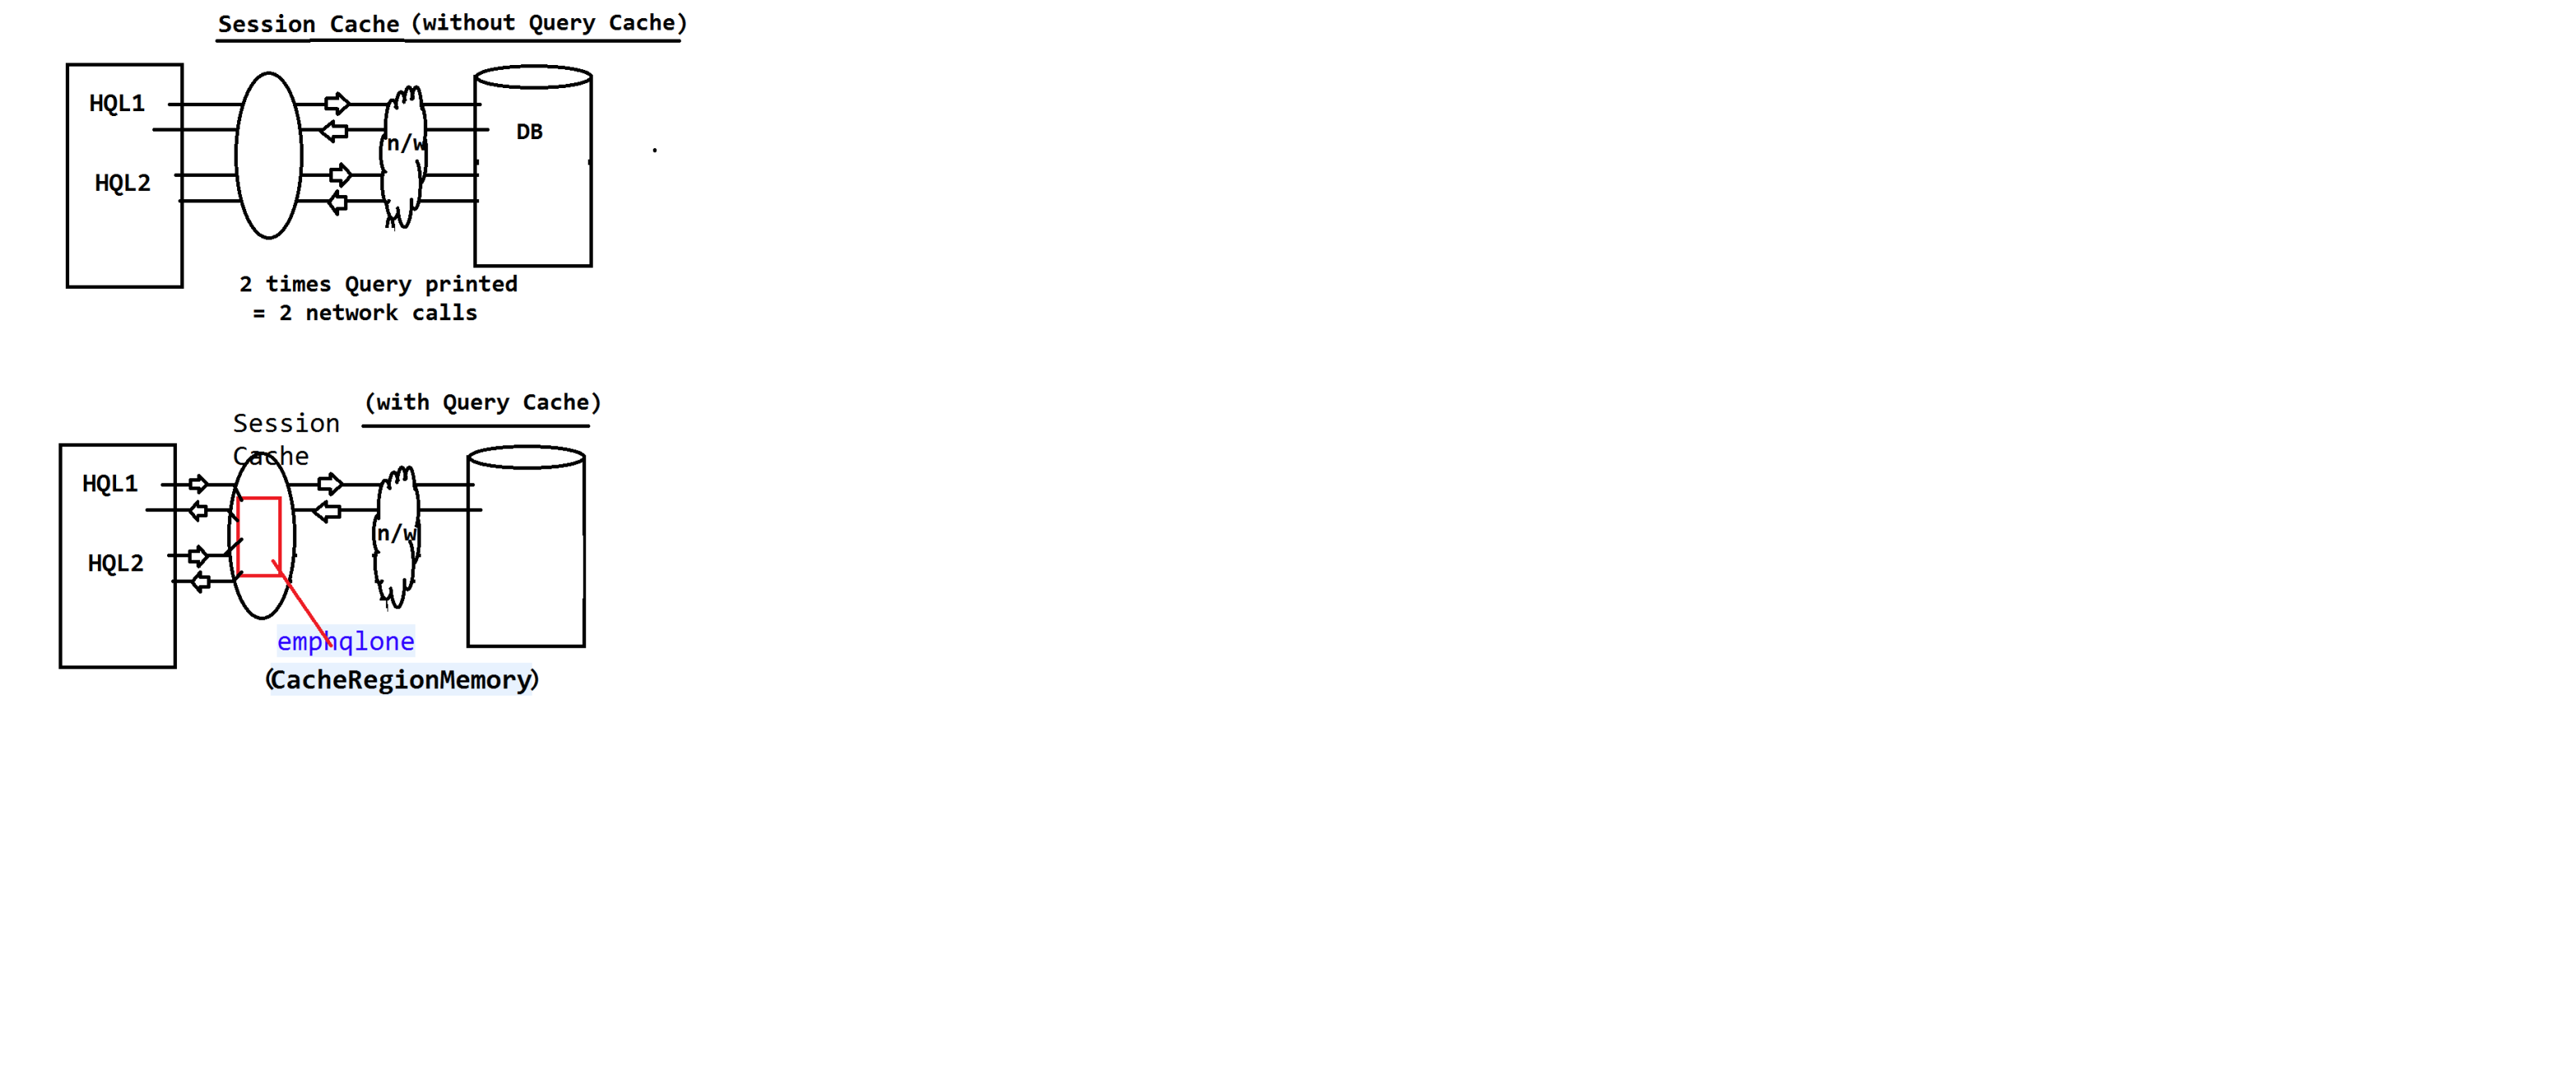 Session Cache (without Query Cache)
HQL1
DB
n/w
HQL2
2 times Query printed
= 2 network calls
(with Query Cache)
Session
Cache
HQL1
n/w
HQL2
emphqlone
(CacheRegionMemory)